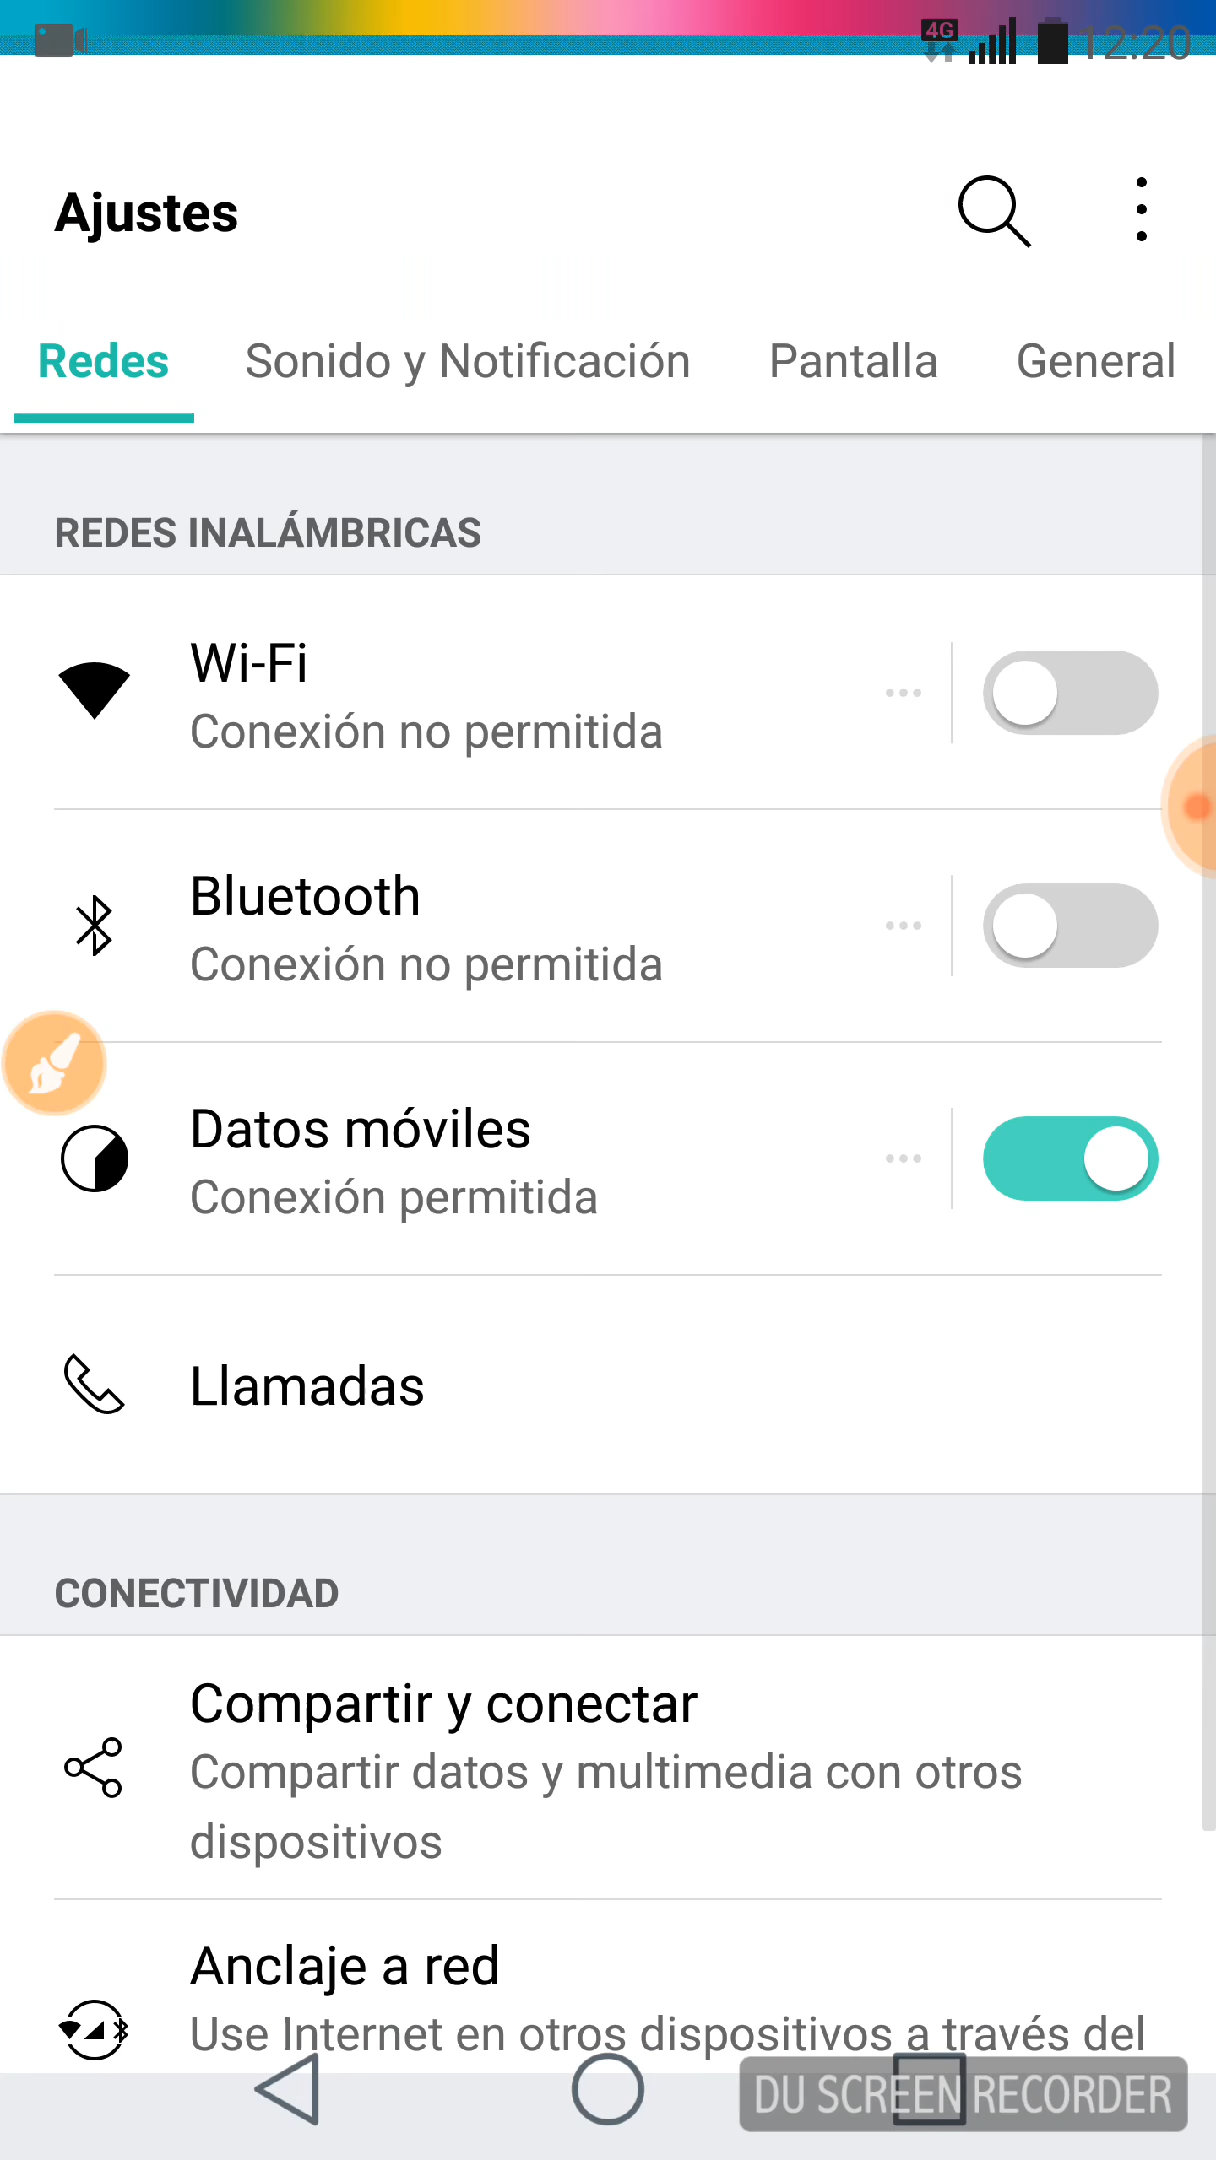 4G
12:20
Ajustes
Redes
Sonido y Notificación
Pantalla
General
REDES INALÁMBRICAS
Wi-Fi
Conexión no permitida
Bluetooth
Conexión no permitida
Datos móviles
Conexión permitida
Llamadas
CONECTIVIDAD
Compartir y conectar
Compartir datos y multimedia con otros
dispositivos
Anclaje a red
Use Internet en otros dispositivos a través del
DU SCREEN RECORDER